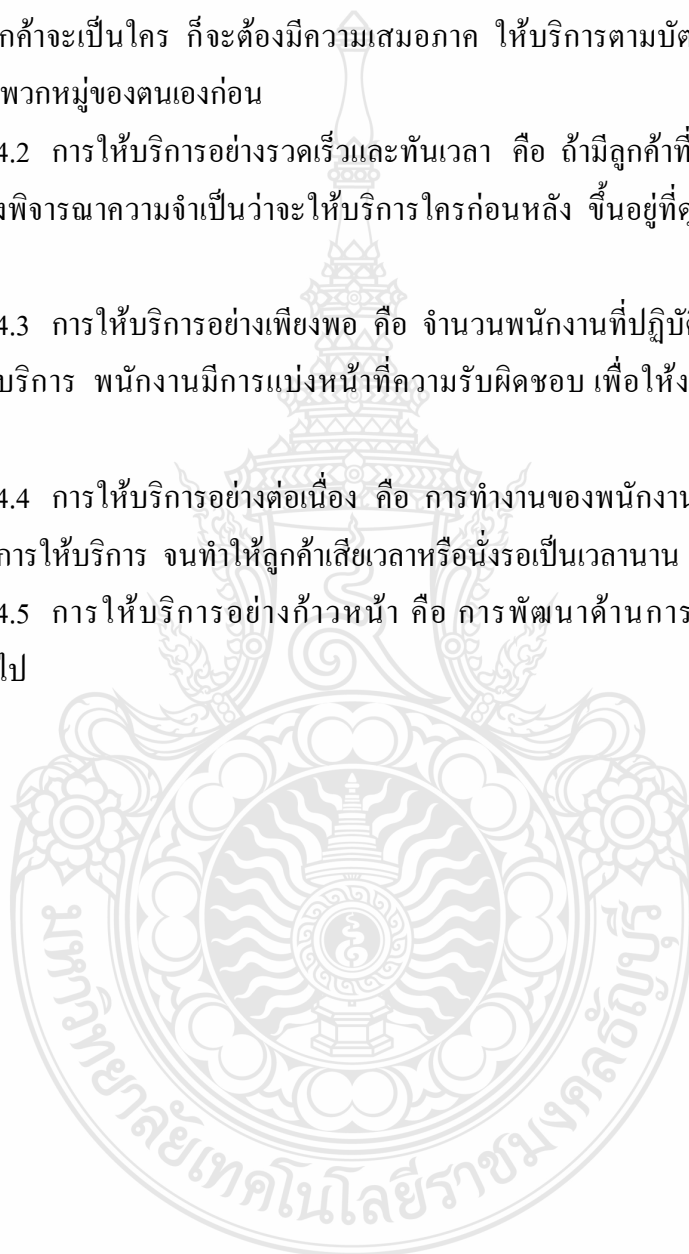 กค้าจะเป็นใคร ก็จะต้องมีความเสมอภาค ให้บริการตามบัต
พวกหมู่ของตนเองก่อน
4.2 การให้บริการอย่างรวดเร็วและทันเวลา คือ ถ้ามีลูกค้าที่
งพิจารณาความจำเป็นว่าจะให้บริการใครก่อนหลัง ขึ้นอยู่ที่ดุ
4.3 การให้บริการอย่างเพียงพอ คือ จำนวนพนักงานที่ปฏิบัติ
บริการ พนักงานมีการแบ่งหน้าที่ความรับผิดชอบ เพื่อให้ง
4.4 การให้บริการอย่างต่อเนื่อง คือ การทำงานของพนักงาน
การให้บริการ จนทำให้ลูกค้าเสียเวลาหรือนั่งรอเป็นเวลานาน
4.5 การให้บริการอย่างก้าวหน้า คือ การพัฒนาด้านการ
ไป
มหาวิทยาลัยเทคโนโลยีราชมงคลธัญบุรี